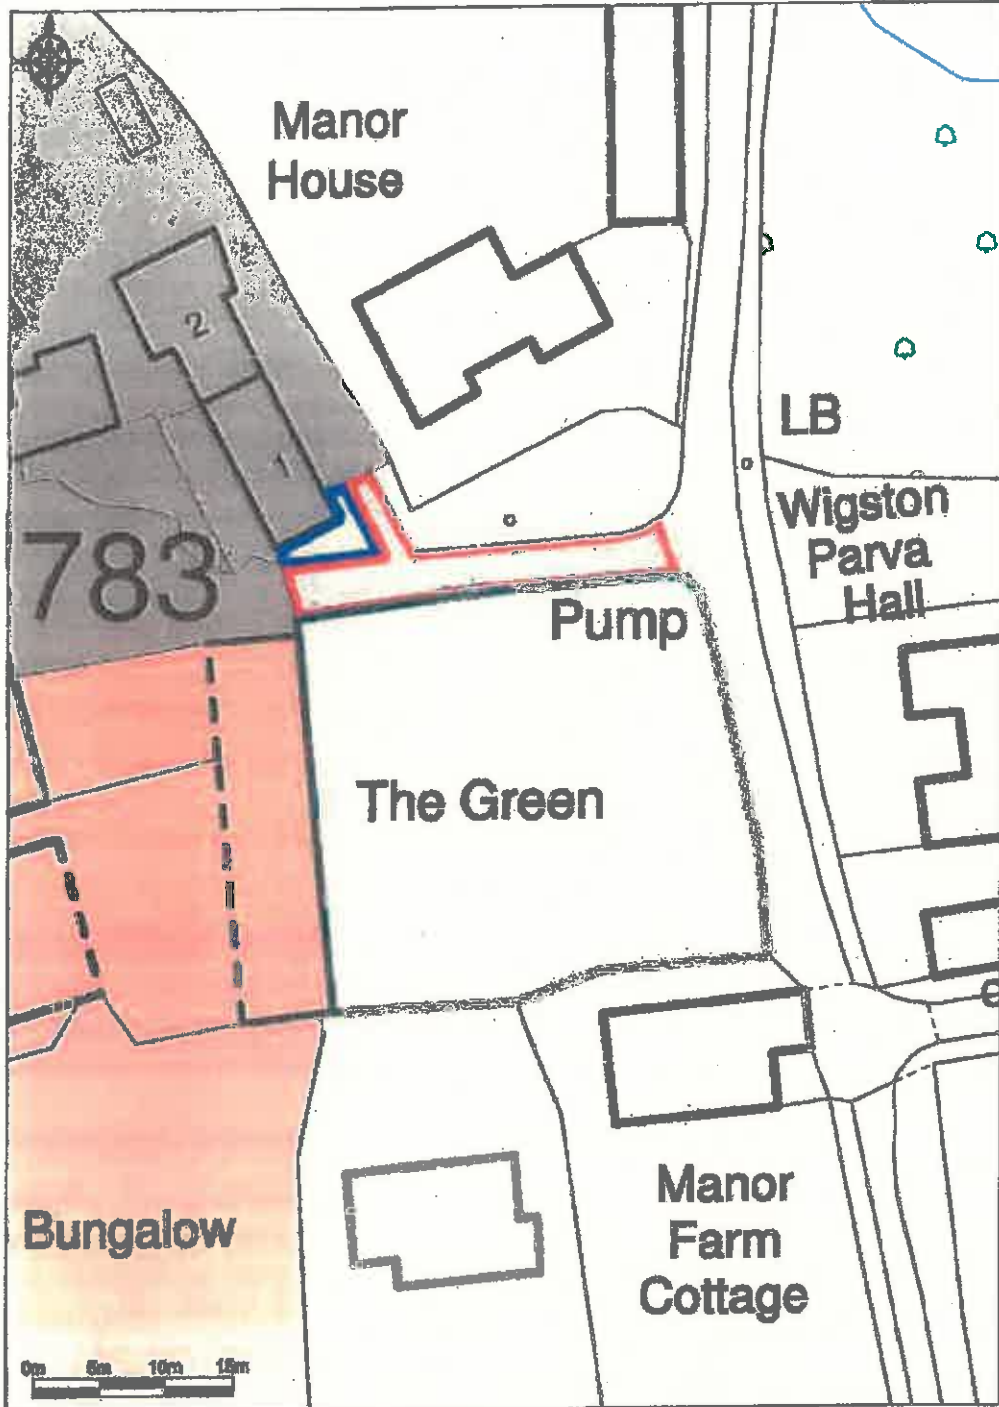 Manor
House
2
1
LB
Wigston
Parva
Hall
783
Pump
The Green
Bungalow
Manor
Farm
Cottage
0m 5m 10m 15m